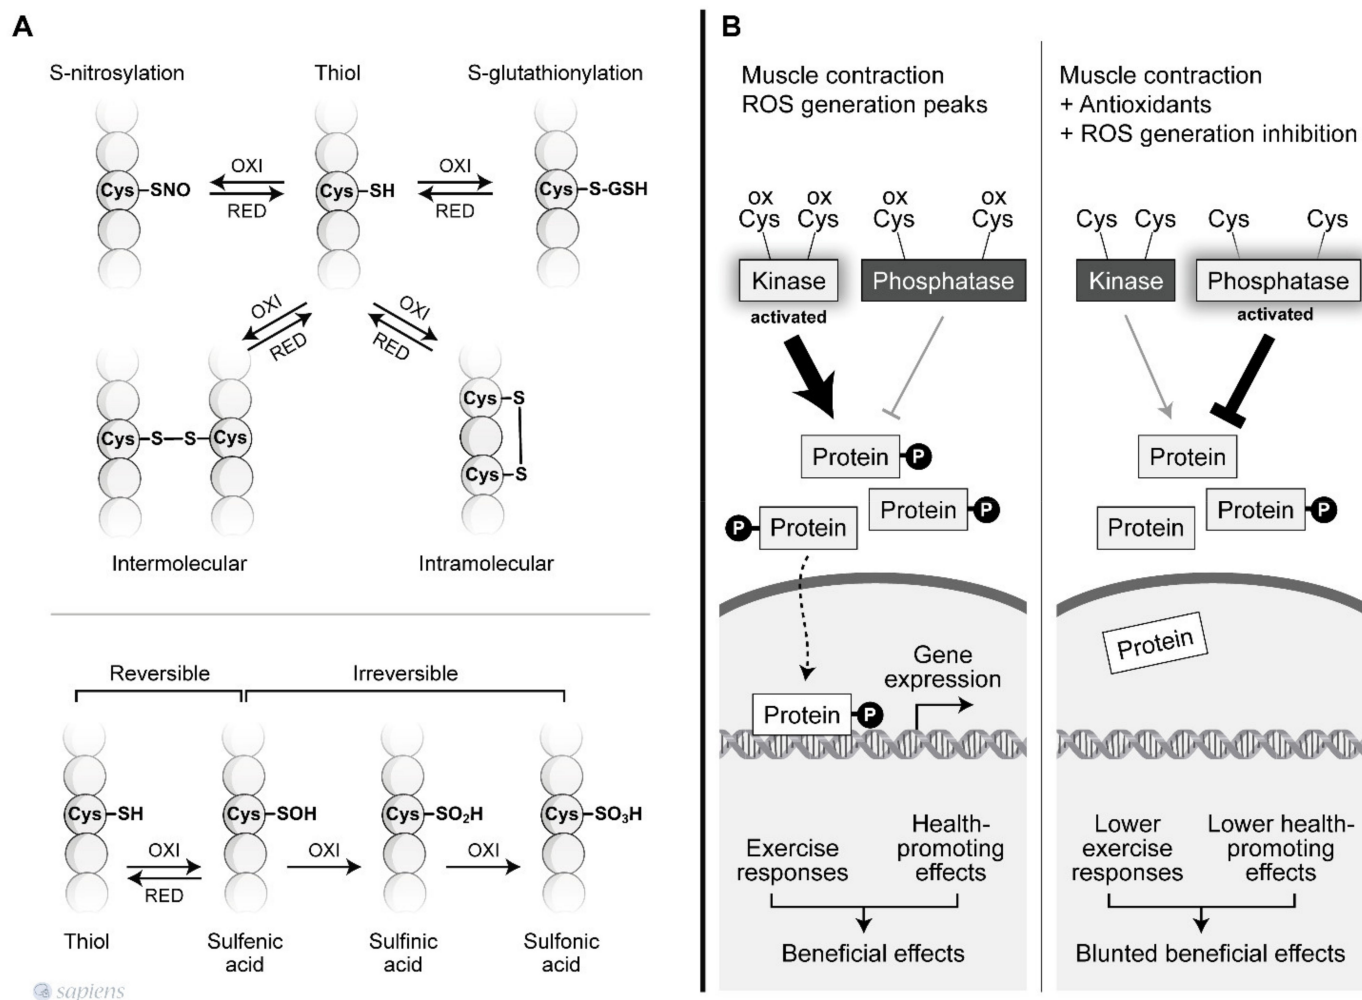 A
S-nitrosylation
Thiol
S-glutathionylation
Cys-SNO
OXI
RED
Cys-SH
OXI
RED
Cys-S-GSH
OXI
RED
OXI
RED
Cys-S-S-Cys
Cys-S
Cys-S
Intermolecular
Intramolecular
Reversible
Irreversible
Cys-SH
OXI
RED
Cys-SOH
OXI
Cys-SO₂H
OXI
Cys-SO₃H
Thiol
Sulfenic
acid
Sulfinic
acid
Sulfonic
acid
sapiens
B
Muscle contraction
ROS generation peaks
ox
Cys
ox
Cys
ox
Cys
ox
Cys
Kinase
activated
Phosphatase
Protein P
Protein P
P Protein
Gene
expression
Protein P
Exercise
responses
Health-
promoting
effects
Beneficial effects
Muscle contraction
+ Antioxidants
+ ROS generation inhibition
Cys
Cys
Cys
Cys
Kinase
Phosphatase
activated
Protein
Protein P
Protein
Protein
Lower
exercise
responses
Lower health-
promoting
effects
Blunted beneficial effects